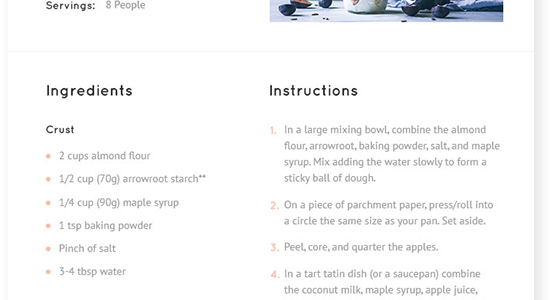 Servings: 8 People
Ingredients
Crust
2 cups almond flour
1/2 cup (70g) arrowroot starch**
1/4 cup (90g) maple syrup
1 tsp baking powder
Pinch of salt
3-4 tbsp water
Instructions
1. In a large mixing bowl, combine the almond
flour, arrowroot, baking powder, salt, and maple
syrup. Mix adding the water slowly to form a
sticky ball of dough.
2. On a piece of parchment paper, press/roll into
a circle the same size as your pan. Set aside.
3. Peel, core, and quarter the apples.
4. In a tart tatin dish (or a saucepan) combine
the coconut milk, maple syrup, apple juice,